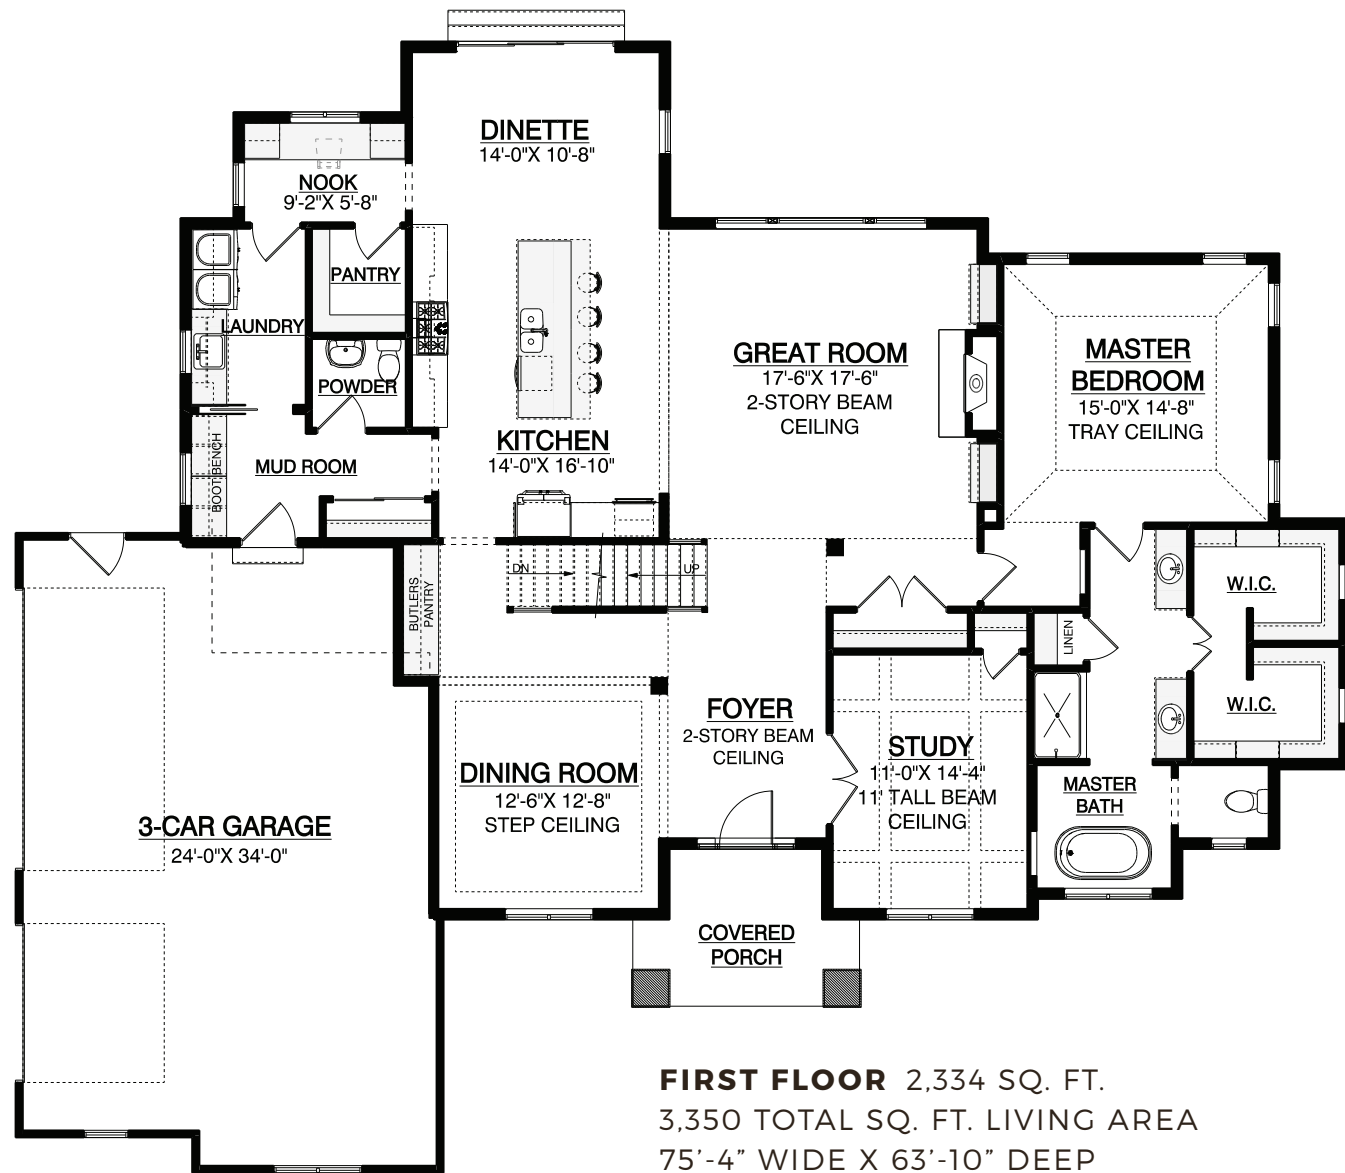 DINETTE
14'-0"X 10'-8"
NOOK
9'-2"X 5'-8"
PANTRY
LAUNDRY
POWDER
BOOT BENCH
MUD ROOM
KITCHEN
14'-0"X 16'-10"
GREAT ROOM
17'-6"X 17'-6"
2-STORY BEAM
CEILING
MASTER
BEDROOM
15'-0"X 14'-8"
TRAY CEILING
DN
UP
BUTLERS
PANTRY
W.I.C.
LINEN
W.I.C.
FOYER
2-STORY BEAM
CEILING
STUDY
11'-0"X 14'-4"
11' TALL BEAM
CEILING
DINING ROOM
12'-6"X 12'-8"
STEP CEILING
MASTER
BATH
3-CAR GARAGE
24'-0"X 34'-0"
COVERED
PORCH
FIRST FLOOR 2,334 SQ. FT.
3,350 TOTAL SQ. FT. LIVING AREA
75'-4" WIDE X 63'-10" DEEP